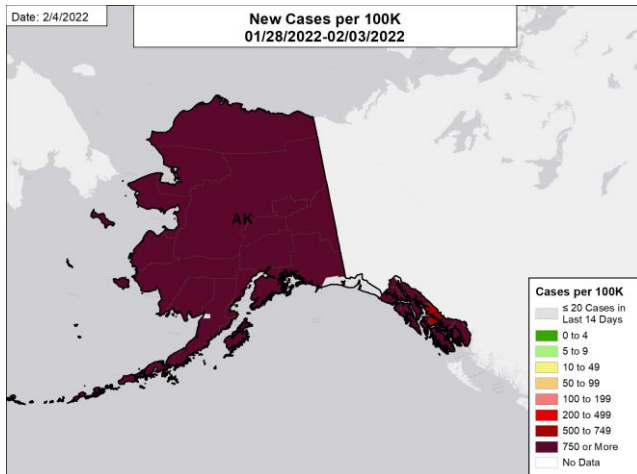 Date: 2/4/2022
New Cases per 100K
01/28/2022-02/03/2022
AK
Cases per 100K
≤ 20 Cases in
Last 14 Days
0 to 4
5 to 9
10 to 49
50 to 99
100 to 199
200 to 499
500 to 749
750 or More
No Data